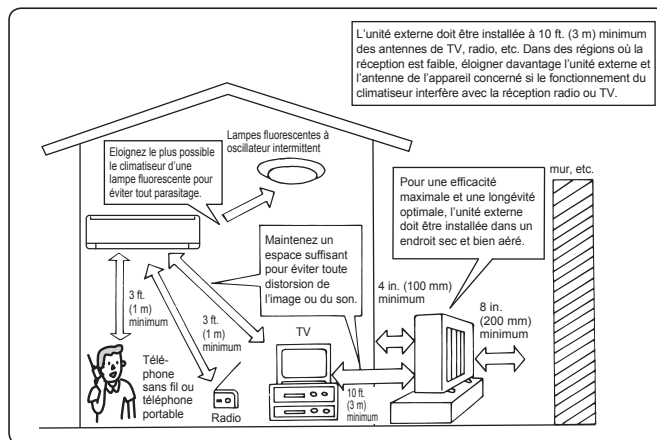 L'unité externe doit être installée à 10 ft. (3 m) minimum
des antennes de TV, radio, etc. Dans des régions où la
réception est faible, éloigner davantage l'unité externe et
l'antenne de l'appareil concerné si le fonctionnement du
climatiseur interfère avec la réception radio ou TV.
Lampes fluorescentes à
oscillateur intermittent
Eloignez le plus possible
le climatiseur d'une
lampe fluorescente pour
éviter tout parasitage.
mur, etc.
Pour une efficacité
maximale et une longévité
optimale, l'unité externe
doit être installée dans un
endroit sec et bien aéré.
Maintenez un
espace suffisant
pour éviter toute
distorsion de
l'image ou du son.
4 in. (100 mm)
minimum
8 in.
(200 mm)
minimum
3 ft.
(1 m)
minimum
3 ft.
(1 m)
minimum
TV
Télé-
phone
sans fil ou
téléphone
portable
Radio
10 ft.
(3 m)
minimum